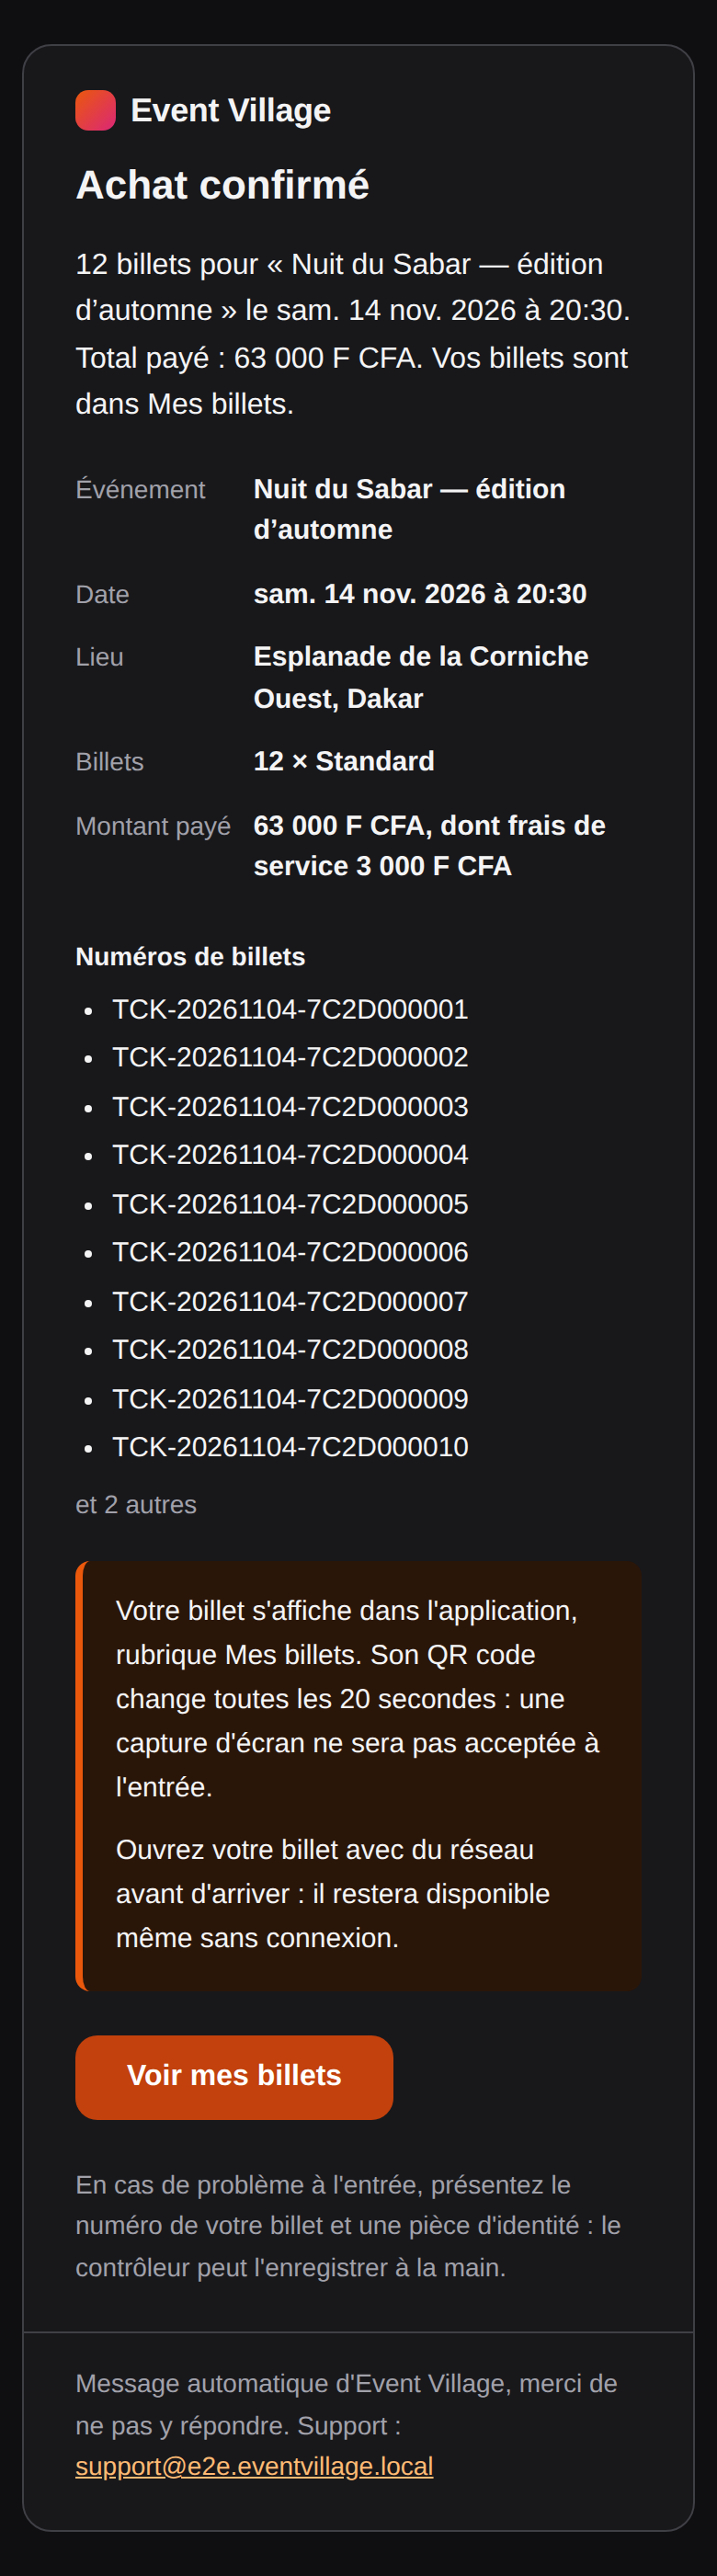 Event Village
Achat confirmé
12 billets pour « Nuit du Sabar — édition
d’automne » le sam. 14 nov. 2026 à 20:30.
Total payé : 63 000 F CFA. Vos billets sont
dans Mes billets.
Événement
Nuit du Sabar — édition
d’automne
Date
sam. 14 nov. 2026 à 20:30
Lieu
Esplanade de la Corniche
Ouest, Dakar
Billets
12 × Standard
Montant payé
63 000 F CFA, dont frais de
service 3 000 F CFA
Numéros de billets
• TCK-20261104-7C2D000001
• TCK-20261104-7C2D000002
• TCK-20261104-7C2D000003
• TCK-20261104-7C2D000004
• TCK-20261104-7C2D000005
• TCK-20261104-7C2D000006
• TCK-20261104-7C2D000007
• TCK-20261104-7C2D000008
• TCK-20261104-7C2D000009
• TCK-20261104-7C2D000010
et 2 autres
Votre billet s'affiche dans l'application,
rubrique Mes billets. Son QR code
change toutes les 20 secondes : une
capture d'écran ne sera pas acceptée à
l'entrée.
Ouvrez votre billet avec du réseau
avant d'arriver : il restera disponible
même sans connexion.
Voir mes billets
En cas de problème à l'entrée, présentez le
numéro de votre billet et une pièce d'identité : le
contrôleur peut l'enregistrer à la main.
Message automatique d'Event Village, merci de
ne pas y répondre. Support :
support@e2e.eventvillage.local